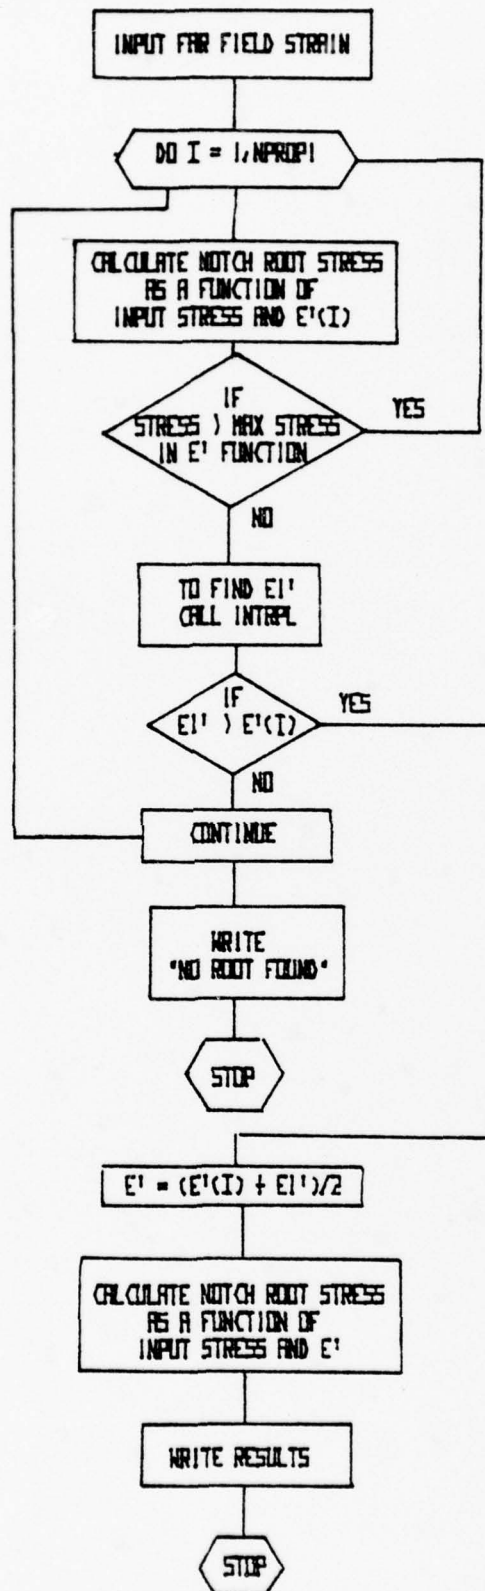 INPUT FAR FIELD STRAIN
DO I = 1,NPROP1
CALCULATE NOTCH ROOT STRESS
AS A FUNCTION OF
INPUT STRESS AND E'(I)
IF
STRESS > MAX STRESS
IN E' FUNCTION
YES
NO
TO FIND E1'
CALL INTRPL
IF
E1' > E'(I)
YES
NO
CONTINUE
WRITE
"NO ROOT FOUND"
STOP
E' = (E'(I) + E1')/2
CALCULATE NOTCH ROOT STRESS
AS A FUNCTION OF
INPUT STRESS AND E'
WRITE RESULTS
STOP